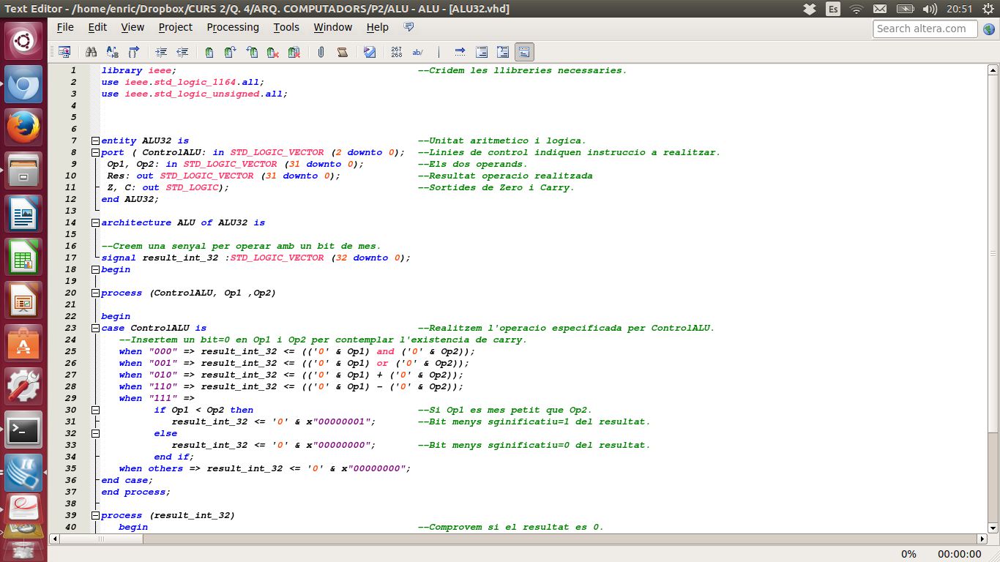 Text Editor - /home/enric/Dropbox/CURS 2/Q. 4/ARQ. COMPUTADORS/P2/ALU - ALU - [ALU32.vhd] Es 20:51
File Edit View Project Processing Tools Window Help Search altera.com
267 268 ab/
1 library ieee; --Cridem les llibreries necessaries.
2 use ieee.std_logic_1164.all;
3 use ieee.std_logic_unsigned.all;
4
5
6
7 entity ALU32 is --Unitat aritmetico i logica.
8 port ( ControlALU: in STD_LOGIC_VECTOR (2 downto 0); --Linies de control indiquen instruccio a realitzar.
9 Op1, Op2: in STD_LOGIC_VECTOR (31 downto 0); --Els dos operands.
10 Res: out STD_LOGIC_VECTOR (31 downto 0); --Resultat operacio realitzada
11 Z, C: out STD_LOGIC); --Sortides de Zero i Carry.
12 end ALU32;
13
14 architecture ALU of ALU32 is
15
16 --Creem una senyal per operar amb un bit de mes.
17 signal result_int_32 :STD_LOGIC_VECTOR (32 downto 0);
18 begin
19
20 process (ControlALU, Op1 ,Op2)
21
22 begin
23 case ControlALU is --Realitzem l'operacio especificada per ControlALU.
24 --Insertem un bit=0 en Op1 i Op2 per contemplar l'existencia de carry.
25 when "000" => result_int_32 <= (('0' & Op1) and ('0' & Op2));
26 when "001" => result_int_32 <= (('0' & Op1) or ('0' & Op2));
27 when "010" => result_int_32 <= (('0' & Op1) + ('0' & Op2));
28 when "110" => result_int_32 <= (('0' & Op1) - ('0' & Op2));
29 when "111" =>
30 if Op1 < Op2 then --Si Op1 es mes petit que Op2.
31 result_int_32 <= '0' & x"00000001"; --Bit menys sginificatiu=1 del resultat.
32 else
33 result_int_32 <= '0' & x"00000000"; --Bit menys sginificatiu=0 del resultat.
34 end if;
35 when others => result_int_32 <= '0' & x"00000000";
36 end case;
37 end process;
38
39 process (result_int_32)
40 begin --Comprovem si el resultat es 0.
0% 00:00:00